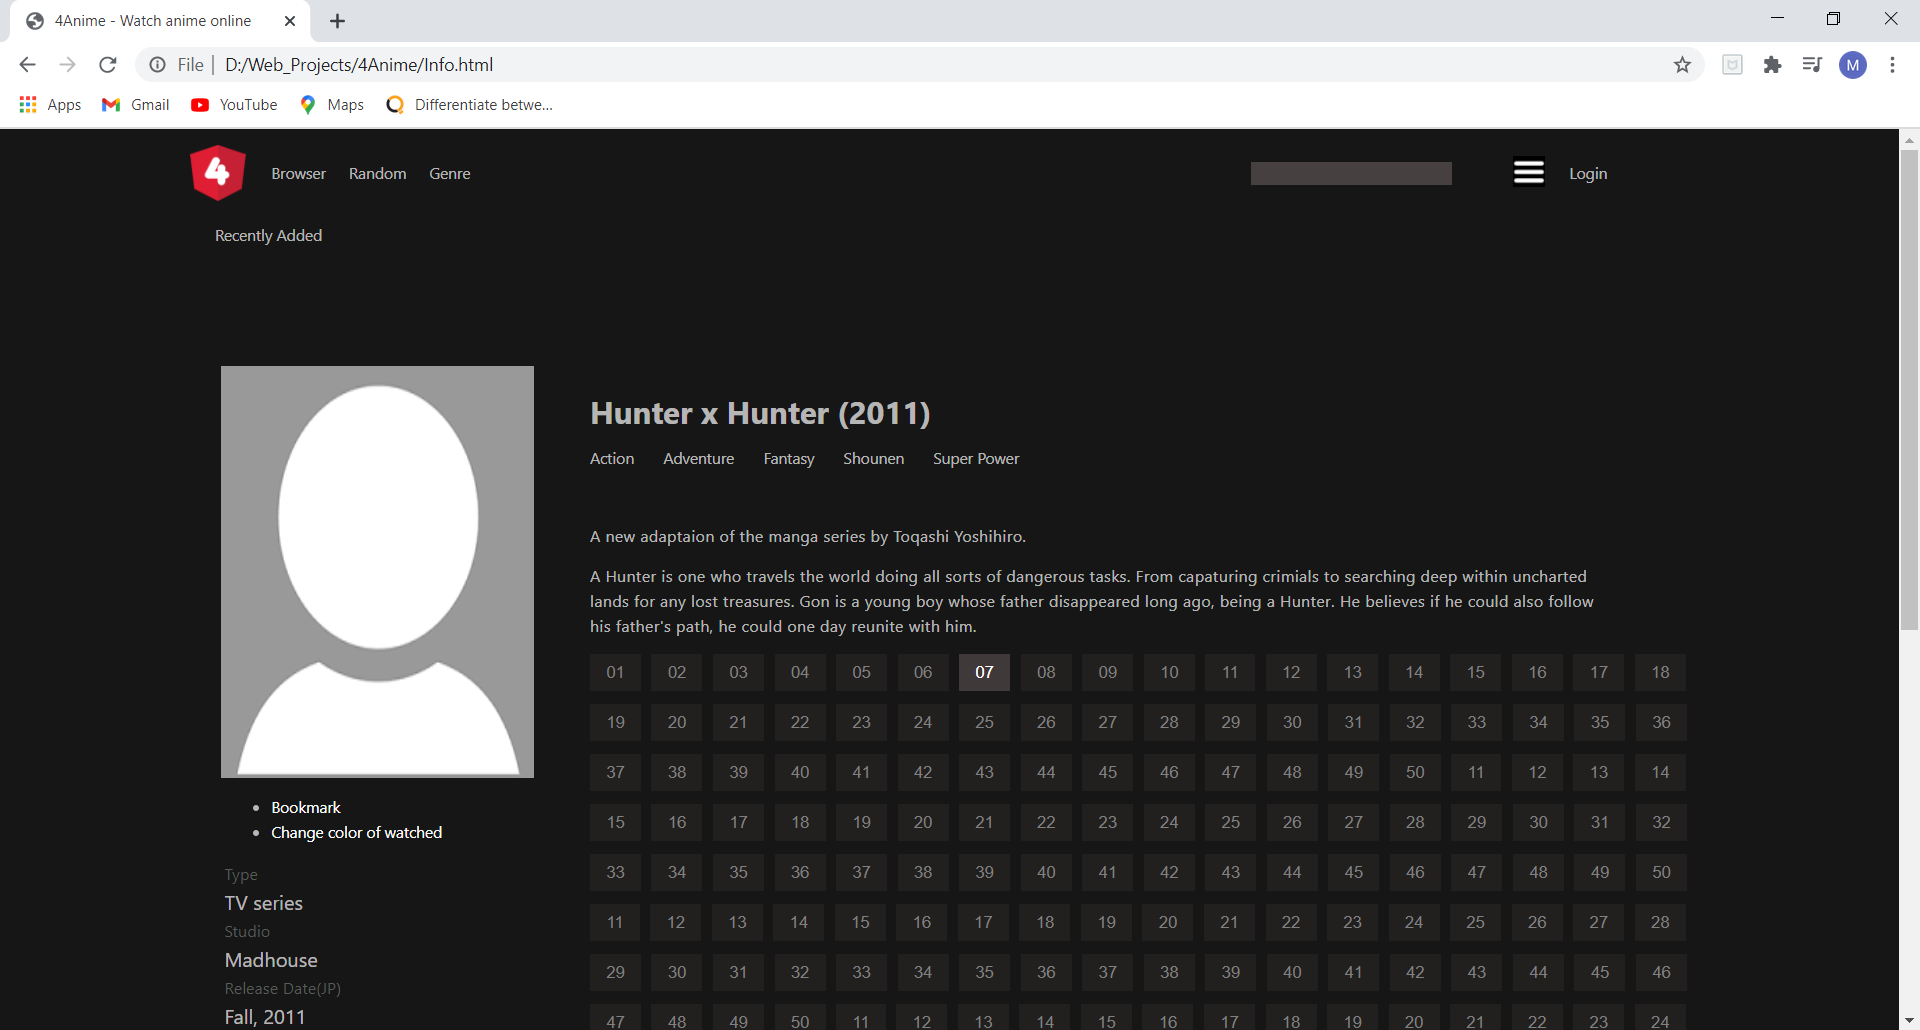 4Anime - Watch anime online
File | D:/Web_Projects/4Anime/Info.html
M
Apps Gmail YouTube Maps Differentiate betwe...
4 Browser Random Genre Login
Recently Added
Hunter x Hunter (2011)
Action Adventure Fantasy Shounen Super Power
A new adaptaion of the manga series by Toqashi Yoshihiro.
A Hunter is one who travels the world doing all sorts of dangerous tasks. From capaturing crimials to searching deep within uncharted
lands for any lost treasures. Gon is a young boy whose father disappeared long ago, being a Hunter. He believes if he could also follow
his father's path, he could one day reunite with him.
01 02 03 04 05 06 07 08 09 10 11 12 13 14 15 16 17 18
19 20 21 22 23 24 25 26 27 28 29 30 31 32 33 34 35 36
37 38 39 40 41 42 43 44 45 46 47 48 49 50 11 12 13 14
15 16 17 18 19 20 21 22 23 24 25 26 27 28 29 30 31 32
33 34 35 36 37 38 39 40 41 42 43 44 45 46 47 48 49 50
11 12 13 14 15 16 17 18 19 20 21 22 23 24 25 26 27 28
29 30 31 32 33 34 35 36 37 38 39 40 41 42 43 44 45 46
47 48 49 50 11 12 13 14 15 16 17 18 19 20 21 22 23 24
Bookmark
Change color of watched
Type
TV series
Studio
Madhouse
Release Date(JP)
Fall, 2011